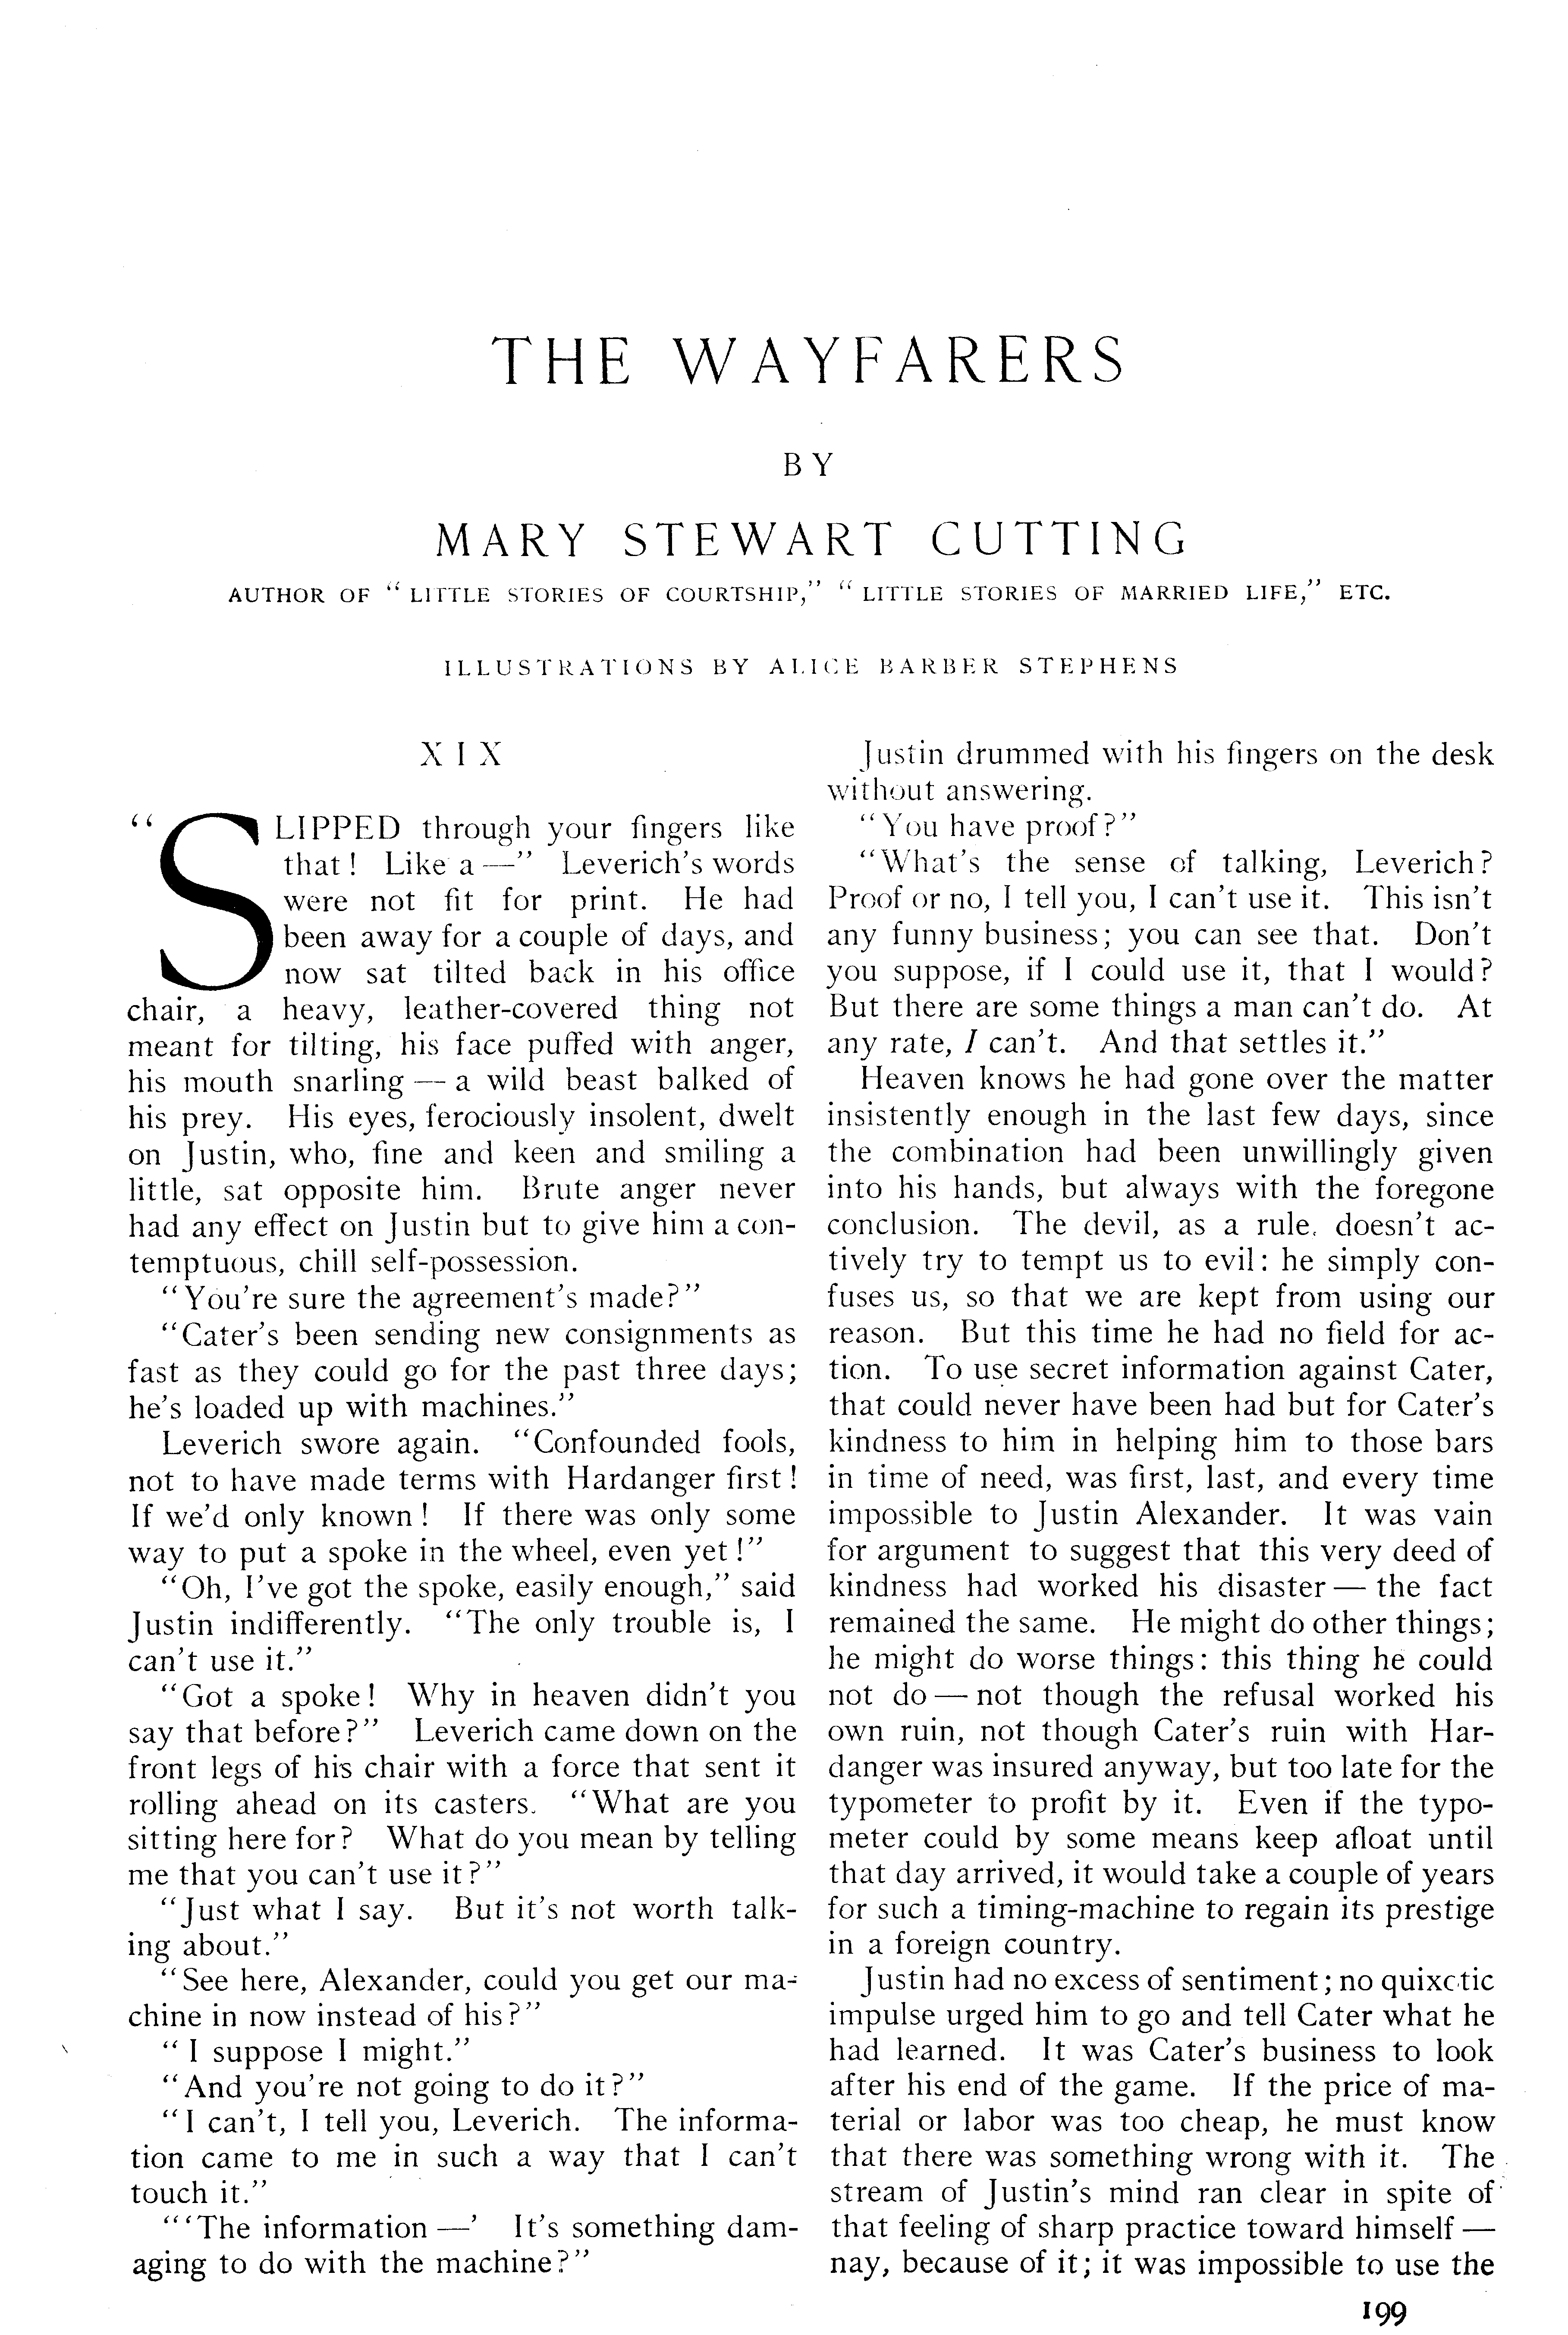 THE WAYFARERS
BY
MARY STEWART CUTTING
AUTHOR OF “LITTLE STORIES OF COURTSHIP,” “LITTLE STORIES OF MARRIED LIFE,” ETC.
ILLUSTRATIONS BY ALICE BARBER STEPHENS
XIX
“SLIPPED through your fingers like
that! Like a —” Leverich's words
were not fit for print. He had
been away for a couple of days, and
now sat tilted back in his office
chair, a heavy, leather-covered thing not
meant for tilting, his face puffed with anger,
his mouth snarling — a wild beast balked of
his prey. His eyes, ferociously insolent, dwelt
on Justin, who, fine and keen and smiling a
little, sat opposite him. Brute anger never
had any effect on Justin but to give him a con-
temptuous, chill self-possession.
“You're sure the agreement's made?”
“Cater's been sending new consignments as
fast as they could go for the past three days;
he's loaded up with machines.”
Leverich swore again. “Confounded fools,
not to have made terms with Hardanger first!
If we'd only known! If there was only some
way to put a spoke in the wheel, even yet!”
“Oh, I've got the spoke, easily enough,” said
Justin indifferently. “The only trouble is, I
can't use it.”
“Got a spoke! Why in heaven didn't you
say that before?” Leverich came down on the
front legs of his chair with a force that sent it
rolling ahead on its casters. “What are you
sitting here for? What do you mean by telling
me that you can't use it?”
“Just what I say. But it's not worth talk-
ing about.”
“See here, Alexander, could you get our ma-
chine in now instead of his?”
“I suppose I might.”
“And you're not going to do it?”
“I can't, I tell you, Leverich. The informa-
tion came to me in such a way that I can't
touch it.”
“‘The information —’ It's something dam-
aging to do with the machine?”
Justin drummed with his fingers on the desk
without answering.
“You have proof?”
“What's the sense of talking, Leverich?
Proof or no, I tell you, I can't use it. This isn't
any funny business; you can see that. Don't
you suppose, if I could use it, that I would?
But there are some things a man can't do. At
any rate, I can't. And that settles it.”
Heaven knows he had gone over the matter
insistently enough in the last few days, since
the combination had been unwillingly given
into his hands, but always with the foregone
conclusion. The devil, as a rule, doesn't ac-
tively try to tempt us to evil: he simply con-
fuses us, so that we are kept from using our
reason. But this time he had no field for ac-
tion. To use secret information against Cater,
that could never have been had but for Cater's
kindness to him in helping him to those bars
in time of need, was first, last, and every time
impossible to Justin Alexander. It was vain
for argument to suggest that this very deed of
kindness had worked his disaster — the fact
remained the same. He might do other things;
he might do worse things: this thing he could
not do — not though the refusal worked his
own ruin, not though Cater's ruin with Har-
danger was insured anyway, but too late for the
typometer to profit by it. Even if the typo-
meter could by some means keep afloat until
that day arrived, it would take a couple of years
for such a timing-machine to regain its prestige
in a foreign country.
Justin had no excess of sentiment; no quixotic
impulse urged him to go and tell Cater what he
had learned. It was Cater's business to look
after his end of the game. If the price of ma-
terial or labor was too cheap, he must know
that there was something wrong with it. The
stream of Justin's mind ran clear in spite of
that feeling of sharp practice toward himself —
nay, because of it; it was impossible to use the
199